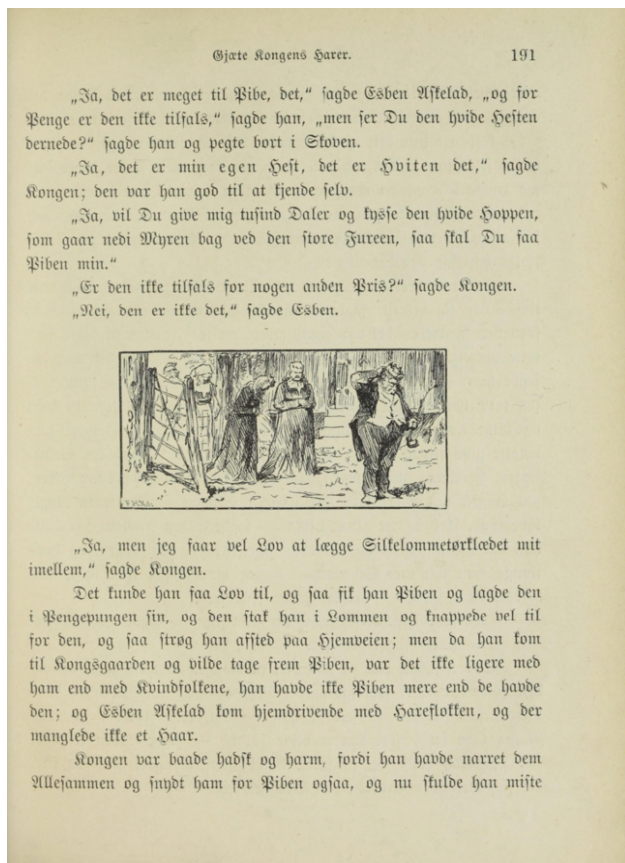 Gjæte Kongens Harer. 191
„Ja, det er meget til Pibe, det,“ sagde Esben Askelad, „og for
Penge er den ikke tilfals,“ sagde han, „men ser Du den hvide Hesten
dernede?“ sagde han og pegte bort i Skoven.
„Ja, det er min egen Hest, det er Hviten det,“ sagde
Kongen; den var han god til at kjende selv.
„Ja, vil Du give mig tusind Daler og kysse den hvide Hoppen,
som gaar nedi Myren bag ved den store Fureen, saa skal Du faa
Piben min.“
„Er den ikke tilfals for nogen anden Pris?“ sagde Kongen.
„Nei, den er ikke det,“ sagde Esben.
„Ja, men jeg faar vel Lov at lægge Silkelommetørklædet mit
imellem,“ sagde Kongen.
Det kunde han faa Lov til, og saa fik han Piben og lagde den
i Pengepungen sin, og den stak han i Lommen og knappede vel til
for den, og saa strøg han afsted paa Hjemveien; men da han kom
til Kongsgaarden og vilde tage frem Piben, var det ikke ligere med
ham end med Kvindfolkene, han havde ikke Piben mere end de havde
den; og Esben Askelad kom hjemdrivende med Hareflokken, og der
manglede ikke et Haar.
Kongen var baade hadsk og harm, fordi han havde narret dem
Allesammen og snydt ham for Piben ogsaa, og nu skulde han miste